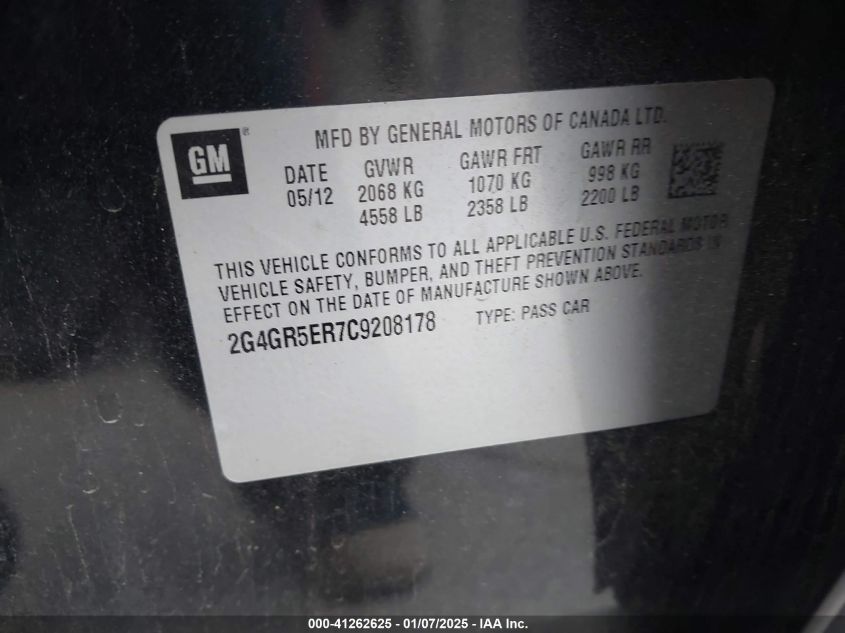 GM®
MFD BY GENERAL MOTORS OF CANADA LTD.
DATE GVWR GAWR FRT GAWR RR
05/12 2068 KG 1070 KG 998 KG
4558 LB 2358 LB 2200 LB
THIS VEHICLE CONFORMS TO ALL APPLICABLE U.S. FEDERAL MOTOR
VEHICLE SAFETY, BUMPER, AND THEFT PREVENTION STANDARDS IN
EFFECT ON THE DATE OF MANUFACTURE SHOWN ABOVE.
2G4GR5ER7C9208178 TYPE: PASS CAR
000-41262625 - 01/07/2025 - IAA Inc.